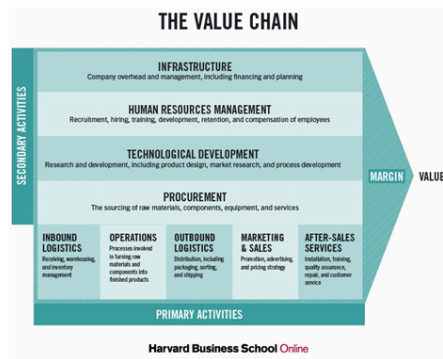 THE VALUE CHAIN
SECONDARY ACTIVITIES
INFRASTRUCTURE
Company overhead and management, including financing and planning
HUMAN RESOURCES MANAGEMENT
Recruitment, hiring, training, development, retention, and compensation of employees
TECHNOLOGICAL DEVELOPMENT
Research and development, including product design, market research, and process development
PROCUREMENT
The sourcing of raw materials, components, equipment, and services
INBOUND
LOGISTICS
Receiving, warehousing,
and inventory
management
OPERATIONS
Processes involved
in turning raw
materials and
components into
finished products
OUTBOUND
LOGISTICS
Distribution, including
packaging, sorting,
and shipping
MARKETING
& SALES
Promotion, advertising,
and pricing strategy
AFTER-SALES
SERVICES
Installation, training,
quality assurance,
repair, and customer
service
MARGIN
VALUE
PRIMARY ACTIVITIES
Harvard Business School Online